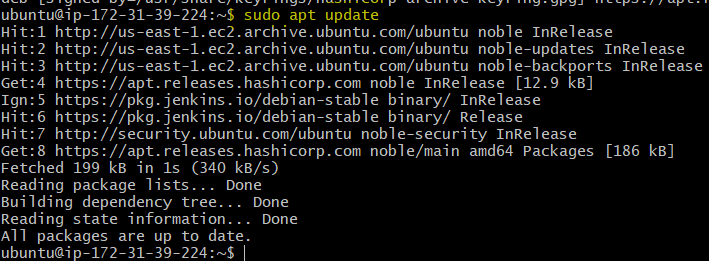 deb [signed-by=/usr/share/keyrings/hashicorp-archive-keyring.gpg] https://apt.r
ubuntu@ip-172-31-39-224:~$ sudo apt update
Hit:1 http://us-east-1.ec2.archive.ubuntu.com/ubuntu noble InRelease
Hit:2 http://us-east-1.ec2.archive.ubuntu.com/ubuntu noble-updates InRelease
Hit:3 http://us-east-1.ec2.archive.ubuntu.com/ubuntu noble-backports InRelease
Get:4 https://apt.releases.hashicorp.com noble InRelease [12.9 kB]
Ign:5 https://pkg.jenkins.io/debian-stable binary/ InRelease
Hit:6 https://pkg.jenkins.io/debian-stable binary/ Release
Hit:7 http://security.ubuntu.com/ubuntu noble-security InRelease
Get:8 https://apt.releases.hashicorp.com noble/main amd64 Packages [186 kB]
Fetched 199 kB in 1s (340 kB/s)
Reading package lists... Done
Building dependency tree... Done
Reading state information... Done
All packages are up to date.
ubuntu@ip-172-31-39-224:~$